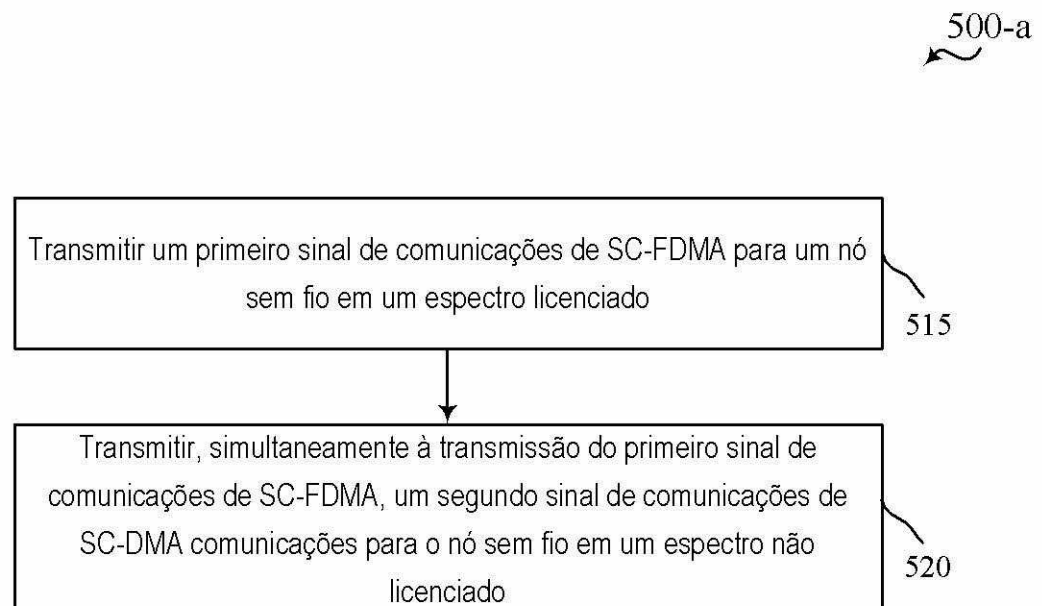 500-a
Transmitir um primeiro sinal de comunicações de SC-FDMA para um nó
sem fio em um espectro licenciado
515
Transmitir, simultaneamente à transmissão do primeiro sinal de
comunicações de SC-FDMA, um segundo sinal de comunicações de
SC-DMA comunicações para o nó sem fio em um espectro não
licenciado
520